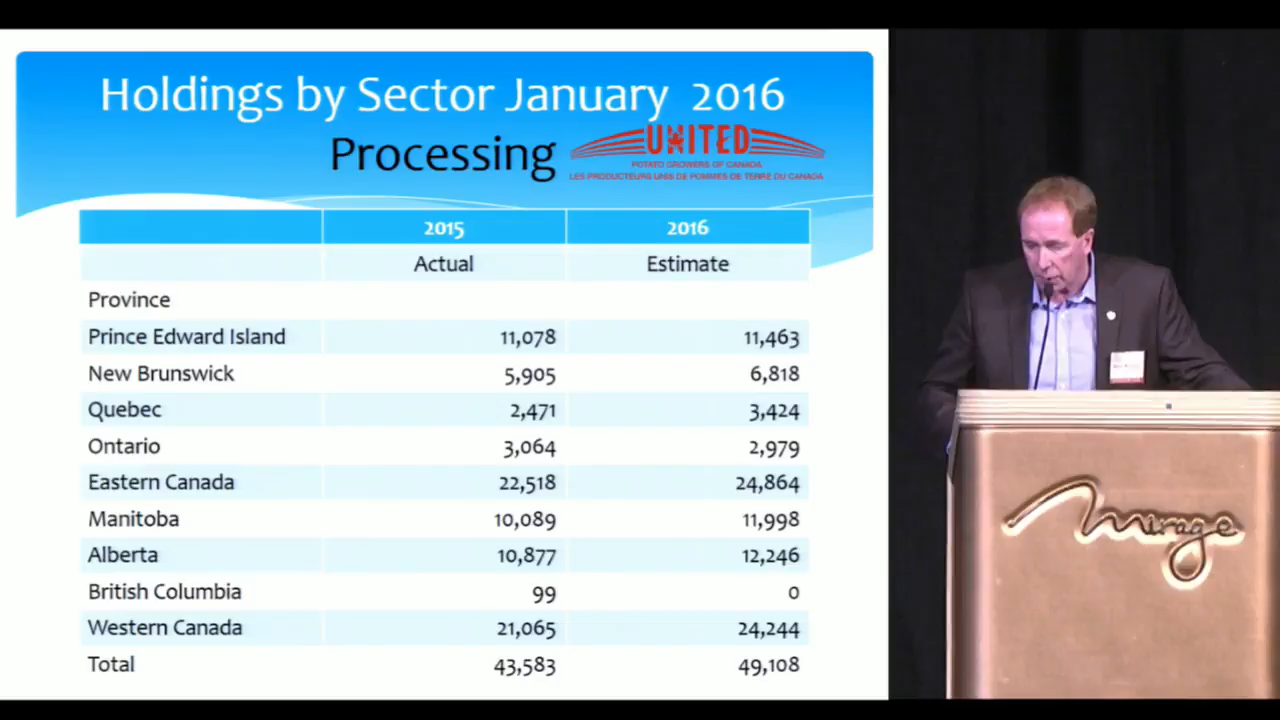 Holdings by Sector January 2016
Processing
UNITED
POTATO GROWERS OF CANADA
LES PRODUCTEURS UNIS DE POMMES DE TERRE DU CANADA
2015 2016
Actual Estimate
Province
Prince Edward Island 11,078 11,463
New Brunswick 5,905 6,818
Quebec 2,471 3,424
Ontario 3,064 2,979
Eastern Canada 22,518 24,864
Manitoba 10,089 11,998
Alberta 10,877 12,246
British Columbia 99 0
Western Canada 21,065 24,244
Total 43,583 49,108
Mirage